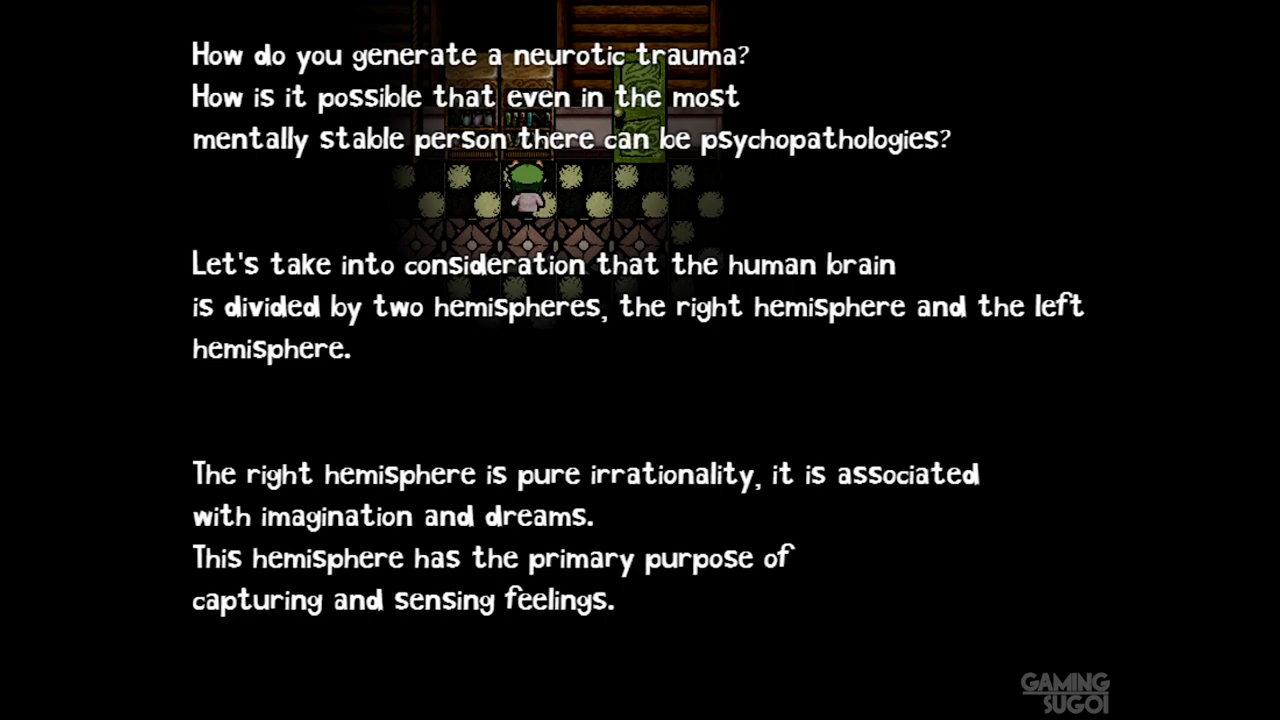 How do you generate a neurotic trauma?
How is it possible that even in the most
mentally stable person there can be psychopathologies?
Let's take into consideration that the human brain
is divided by two hemispheres, the right hemisphere and the left
hemisphere.
The right hemisphere is pure irrationality, it is associated
with imagination and dreams.
This hemisphere has the primary purpose of
capturing and sensing feelings.
GAMING
SUGOI